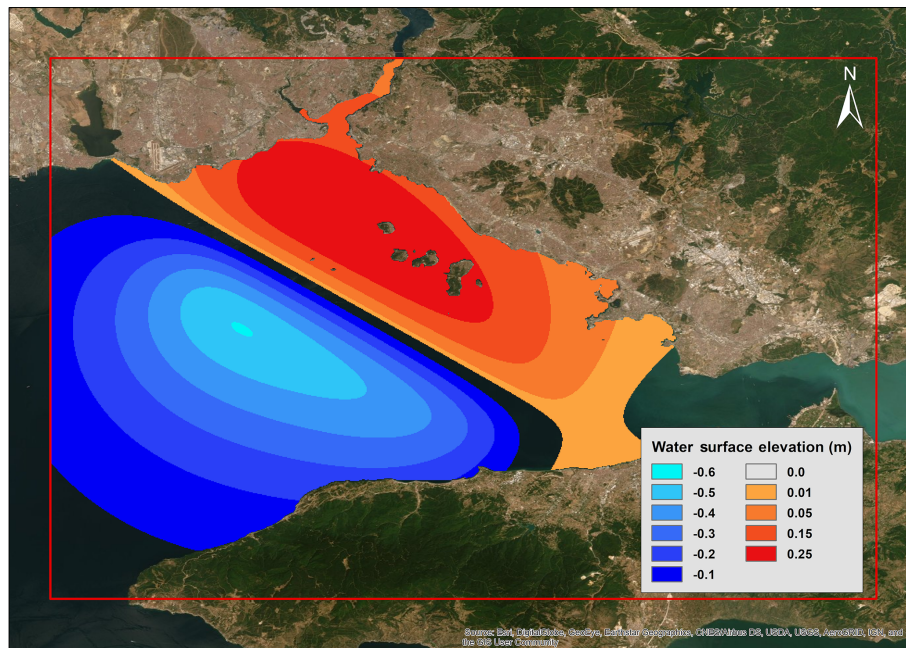 N
Water surface elevation (m)
-0.6 0.0
-0.5 0.01
-0.4 0.05
-0.3 0.15
-0.2 0.25
-0.1
Source: Esri, DigitalGlobe, GeoEye, Earthstar Geographics, CNES/Airbus DS, USDA, USGS, AeroGRID, IGN, and
the GIS User Community